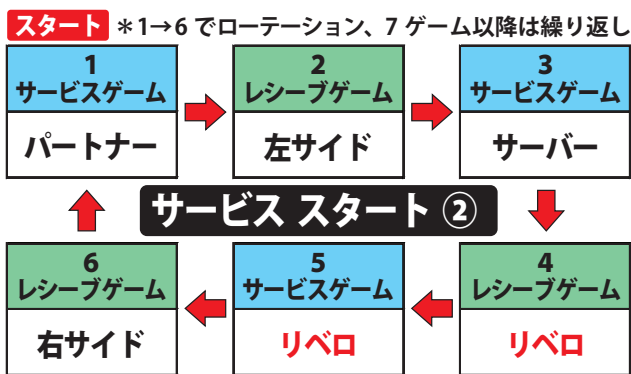 スタート ＊1→6 でローテーション、7 ゲーム以降は繰り返し
1
サービスゲーム
パートナー
2
レシーブゲーム
左サイド
3
サービスゲーム
サーバー
サービス スタート ②
4
レシーブゲーム
リベロ
5
サービスゲーム
リベロ
6
レシーブゲーム
右サイド